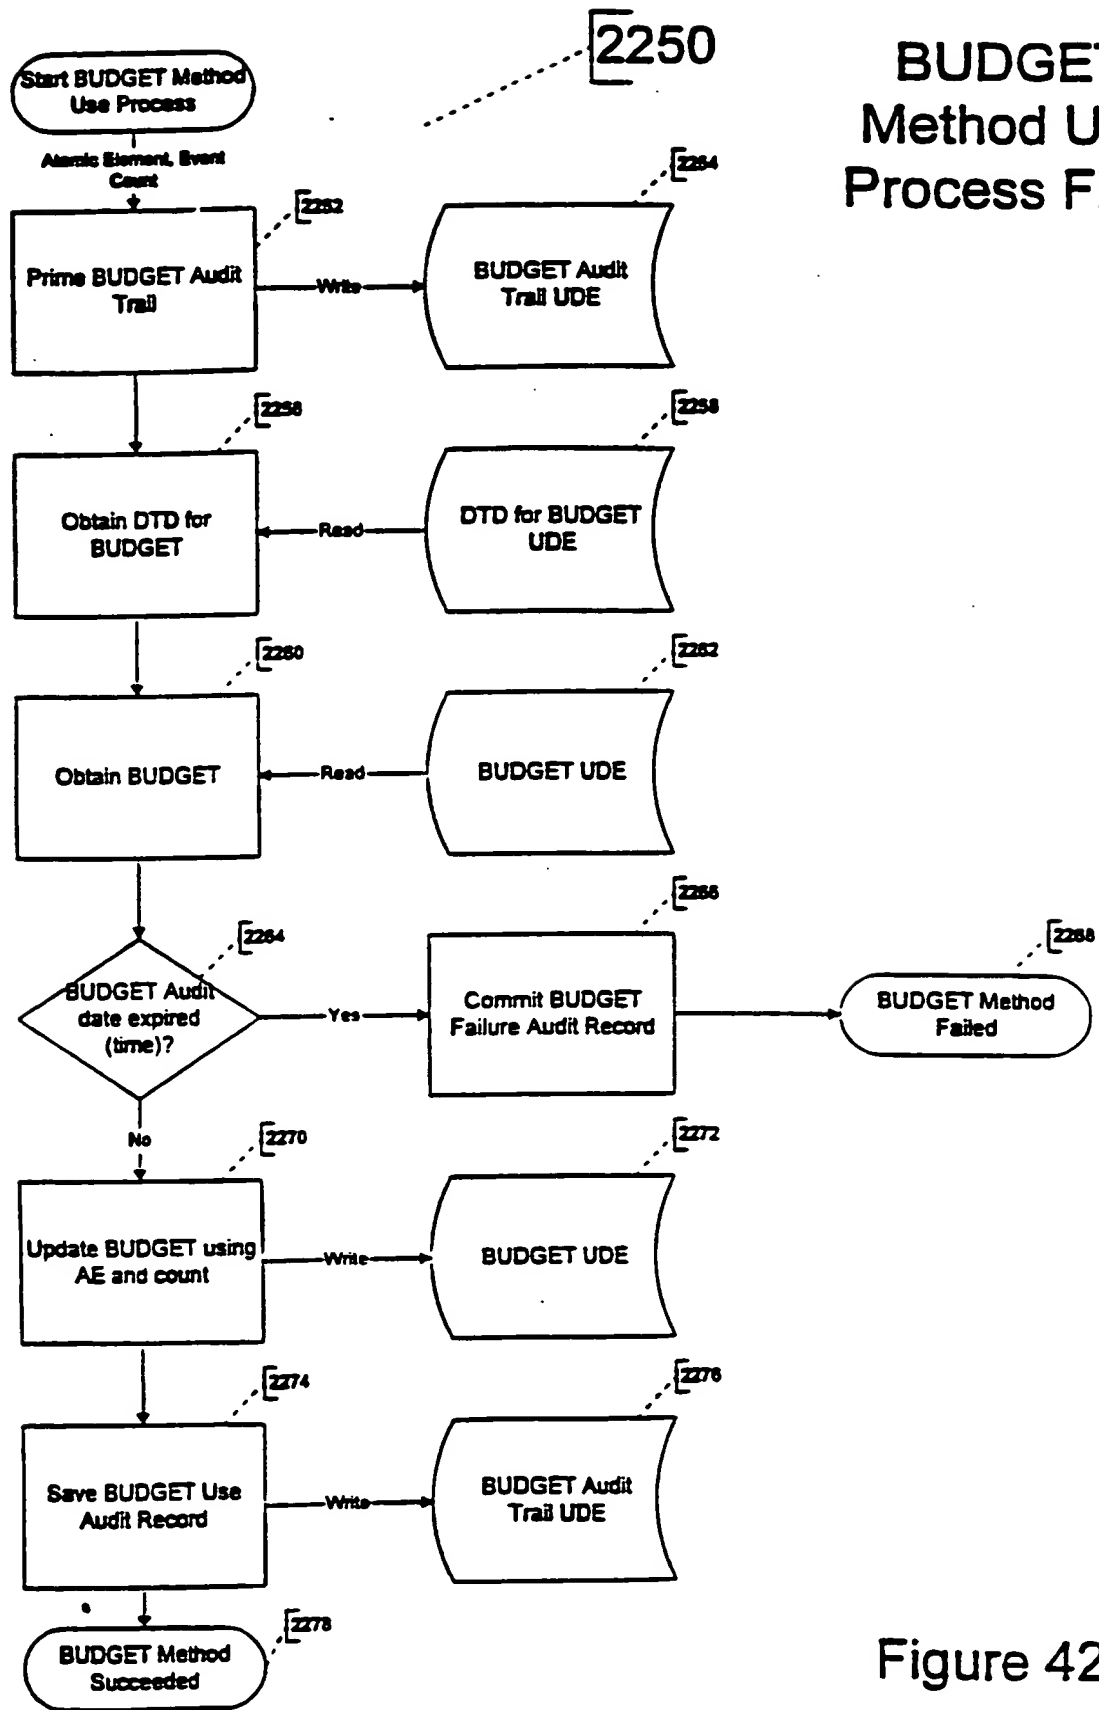 2250
BUDGET
Method U
Process F
Start BUDGET Method
Use Process
Atomic Element, Event
Count
2252
2254
Prime BUDGET Audit
Trail
Write
BUDGET Audit
Trail UDE
2256
2258
Obtain DTD for
BUDGET
Read
DTD for BUDGET
UDE
2260
2262
Obtain BUDGET
Read
BUDGET UDE
2264
2266
2268
BUDGET Audit
date expired
(time)?
Yes
Commit BUDGET
Failure Audit Record
BUDGET Method
Failed
No
2270
2272
Update BUDGET using
AE and count
Write
BUDGET UDE
2274
2276
Save BUDGET Use
Audit Record
Write
BUDGET Audit
Trail UDE
2278
BUDGET Method
Succeeded
Figure 42